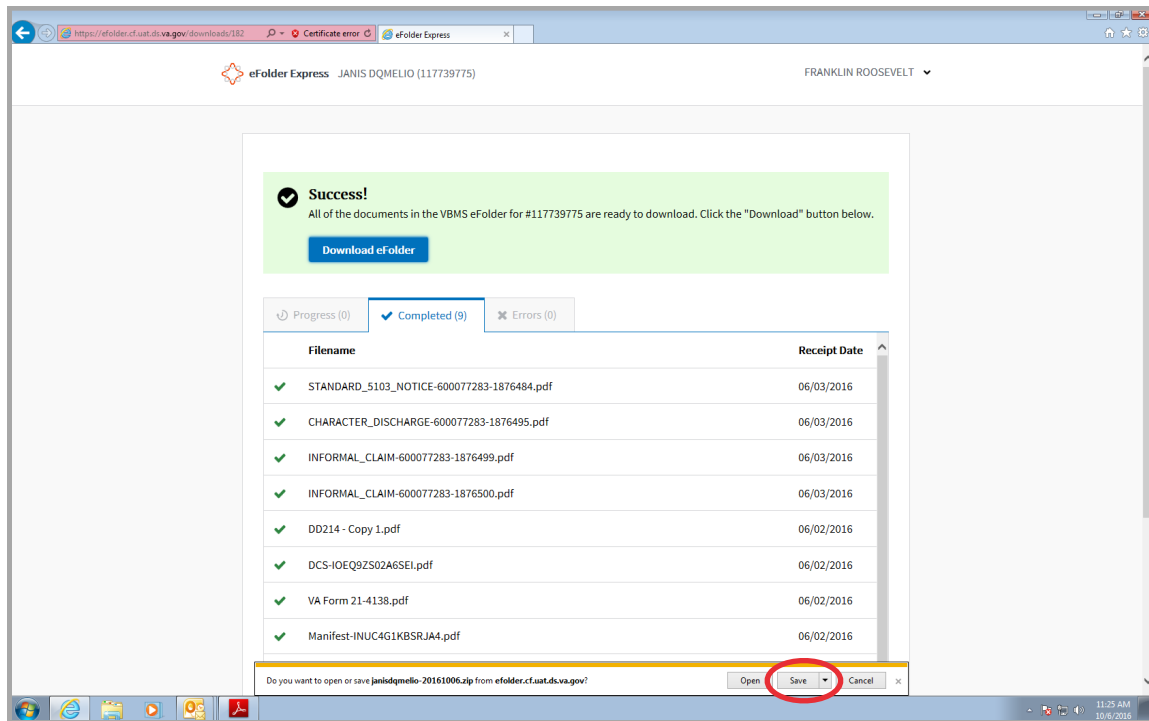 https://efolder.cf.uat.ds.va.gov/downloads/182 Certificate error eFolder Express
eFolder Express JANIS DQMELIO (117739775) FRANKLIN ROOSEVELT
Success!
All of the documents in the VBMS eFolder for #117739775 are ready to download. Click the "Download" button below.
Download eFolder
Progress (0) Completed (9) Errors (0)
Filename Receipt Date
STANDARD_5103_NOTICE-600077283-1876484.pdf 06/03/2016
CHARACTER_DISCHARGE-600077283-1876495.pdf 06/03/2016
INFORMAL_CLAIM-600077283-1876499.pdf 06/03/2016
INFORMAL_CLAIM-600077283-1876500.pdf 06/03/2016
DD214 - Copy 1.pdf 06/02/2016
DCS-IOEQ9ZS02A6SEI.pdf 06/02/2016
VA Form 21-4138.pdf 06/02/2016
Manifest-INUC4G1KBSRJA4.pdf 06/02/2016
Do you want to open or save janisdqmelio-20161006.zip from efolder.cf.uat.ds.va.gov? Open Save Cancel
11:25 AM
10/6/2016